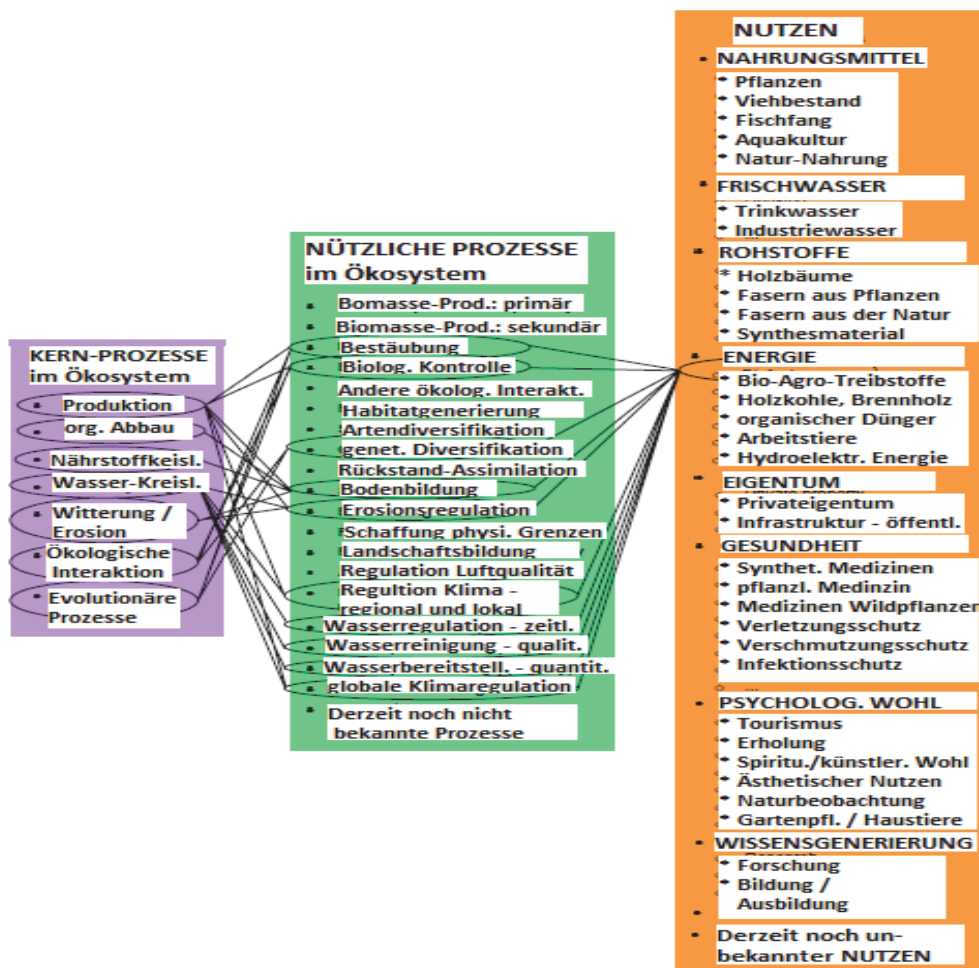 KERN-PROZESSE
im Ökosystem
• Produktion
• org. Abbau
• Nährstoffkeisl.
• Wasser-Kreisl.
• Witterung /
Erosion
• Ökologische
Interaktion
• Evolutionäre
Prozesse
NÜTZLICHE PROZESSE
im Ökosystem
• Bomasse-Prod.: primär
• Biomasse-Prod.: sekundär
• Bestäubung
• Biolog. Kontrolle
Andere ökolog. Interakt.
Habitatgenerierung
Artendiversifikation
• genet. Diversifikation
Rückstand-Assimilation
• Bodenbildung
• Erosionsregulation
Schaffung physi. Grenzen
Landschaftsbildung
Regulation Luftqualität
• Regultion Klima -
regional und lokal
• Wasserregulation - zeitl.
• Wasserreinigung - qualit.
• Wasserbereitstell. - quantit.
• globale Klimaregulation
• Derzeit noch nicht
bekannte Prozesse
NUTZEN
• NAHRUNGSMITTEL
* Pflanzen
* Viehbestand
* Fischfang
* Aquakultur
* Natur-Nahrung
• FRISCHWASSER
* Trinkwasser
* Industriewasser
• ROHSTOFFE
* Holzbäume
* Fasern aus Pflanzen
* Fasern aus der Natur
* Synthesmaterial
• ENERGIE
* Bio-Agro-Treibstoffe
* Holzkohle, Brennholz
* organischer Dünger
* Arbeitstiere
* Hydroelektr. Energie
• EIGENTUM
* Privateigentum
* Infrastruktur - öffentl.
• GESUNDHEIT
* Synthet. Medizinen
pflanzl. Medinzin
* Medizinen Wildpflanzen
* Verletzungsschutz
* Verschmutzungsschutz
* Infektionsschutz
• PSYCHOLOG. WOHL
* Tourismus
* Erholung
* Spiritu./künstler. Wohl
* Ästhetischer Nutzen
* Naturbeobachtung
* Gartenpfl. / Haustiere
• WISSENSGENERIERUNG
* Forschung
* Bildung /
Ausbildung
• Derzeit noch un-
bekannter NUTZEN